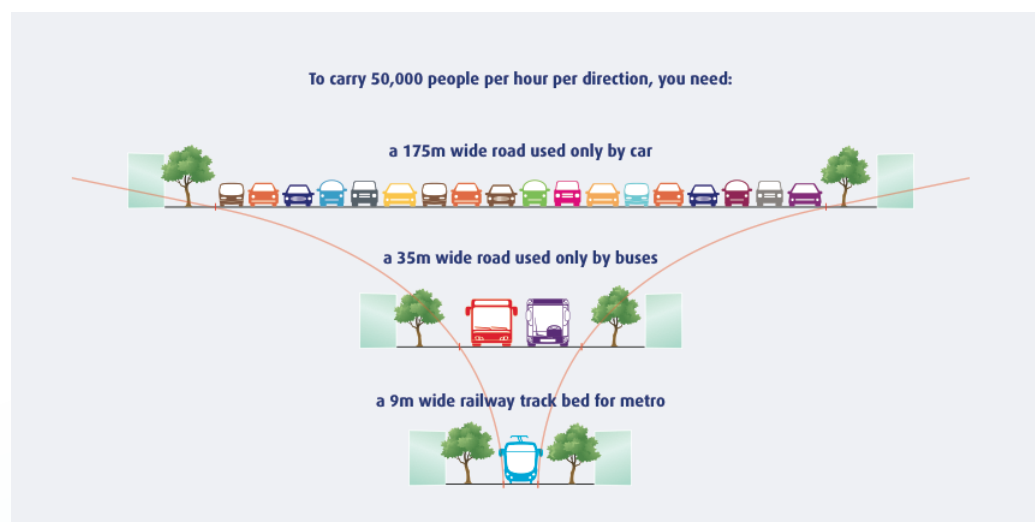 To carry 50,000 people per hour per direction, you need:
a 175m wide road used only by car
a 35m wide road used only by buses
a 9m wide railway track bed for metro